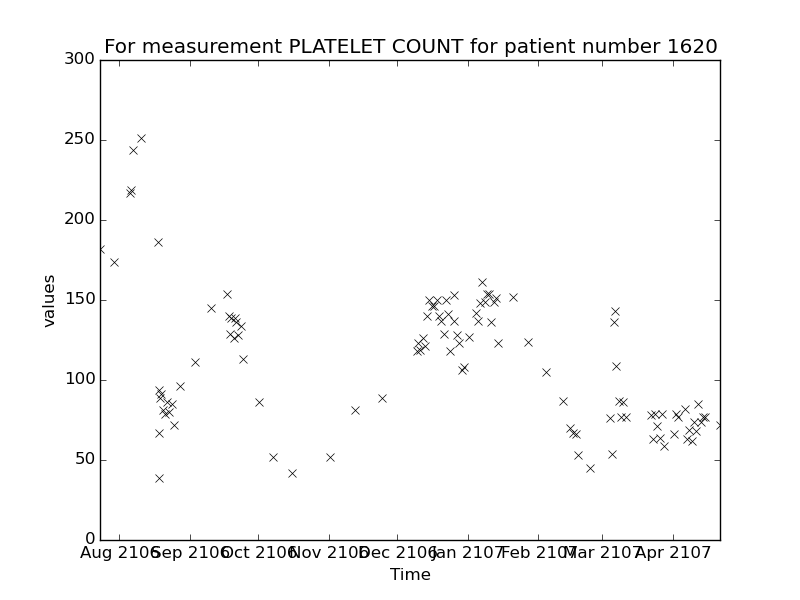 For measurement PLATELET COUNT for patient number 1620
300
250
200
150
100
50
0
values
Aug 2106 Sep 2106 Oct 2106 Nov 2106 Dec 2106 Jan 2107 Feb 2107 Mar 2107 Apr 2107
Time